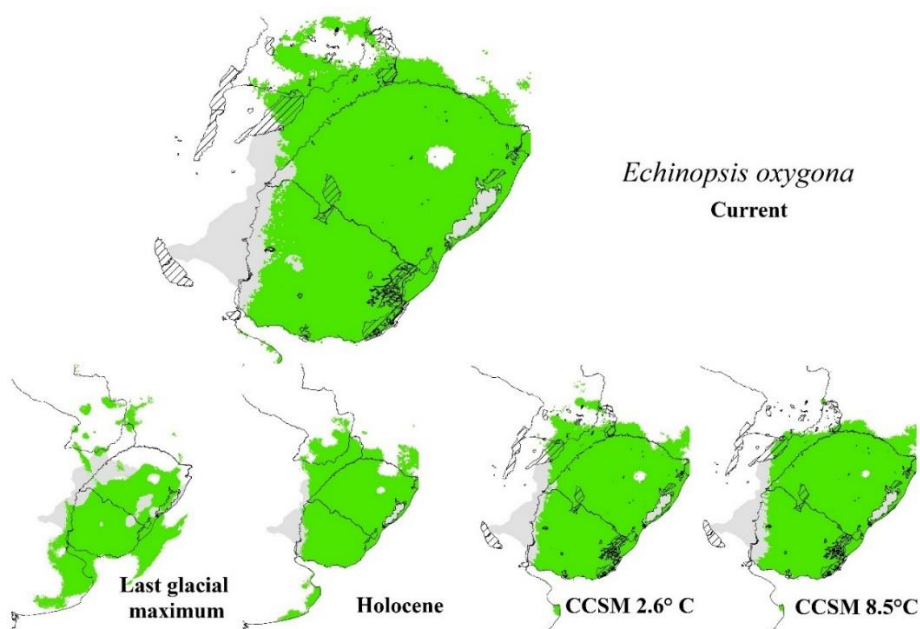 Echinopsis oxygona
Current
Last glacial
maximum
Holocene
CCSM 2.6° C
CCSM 8.5°C